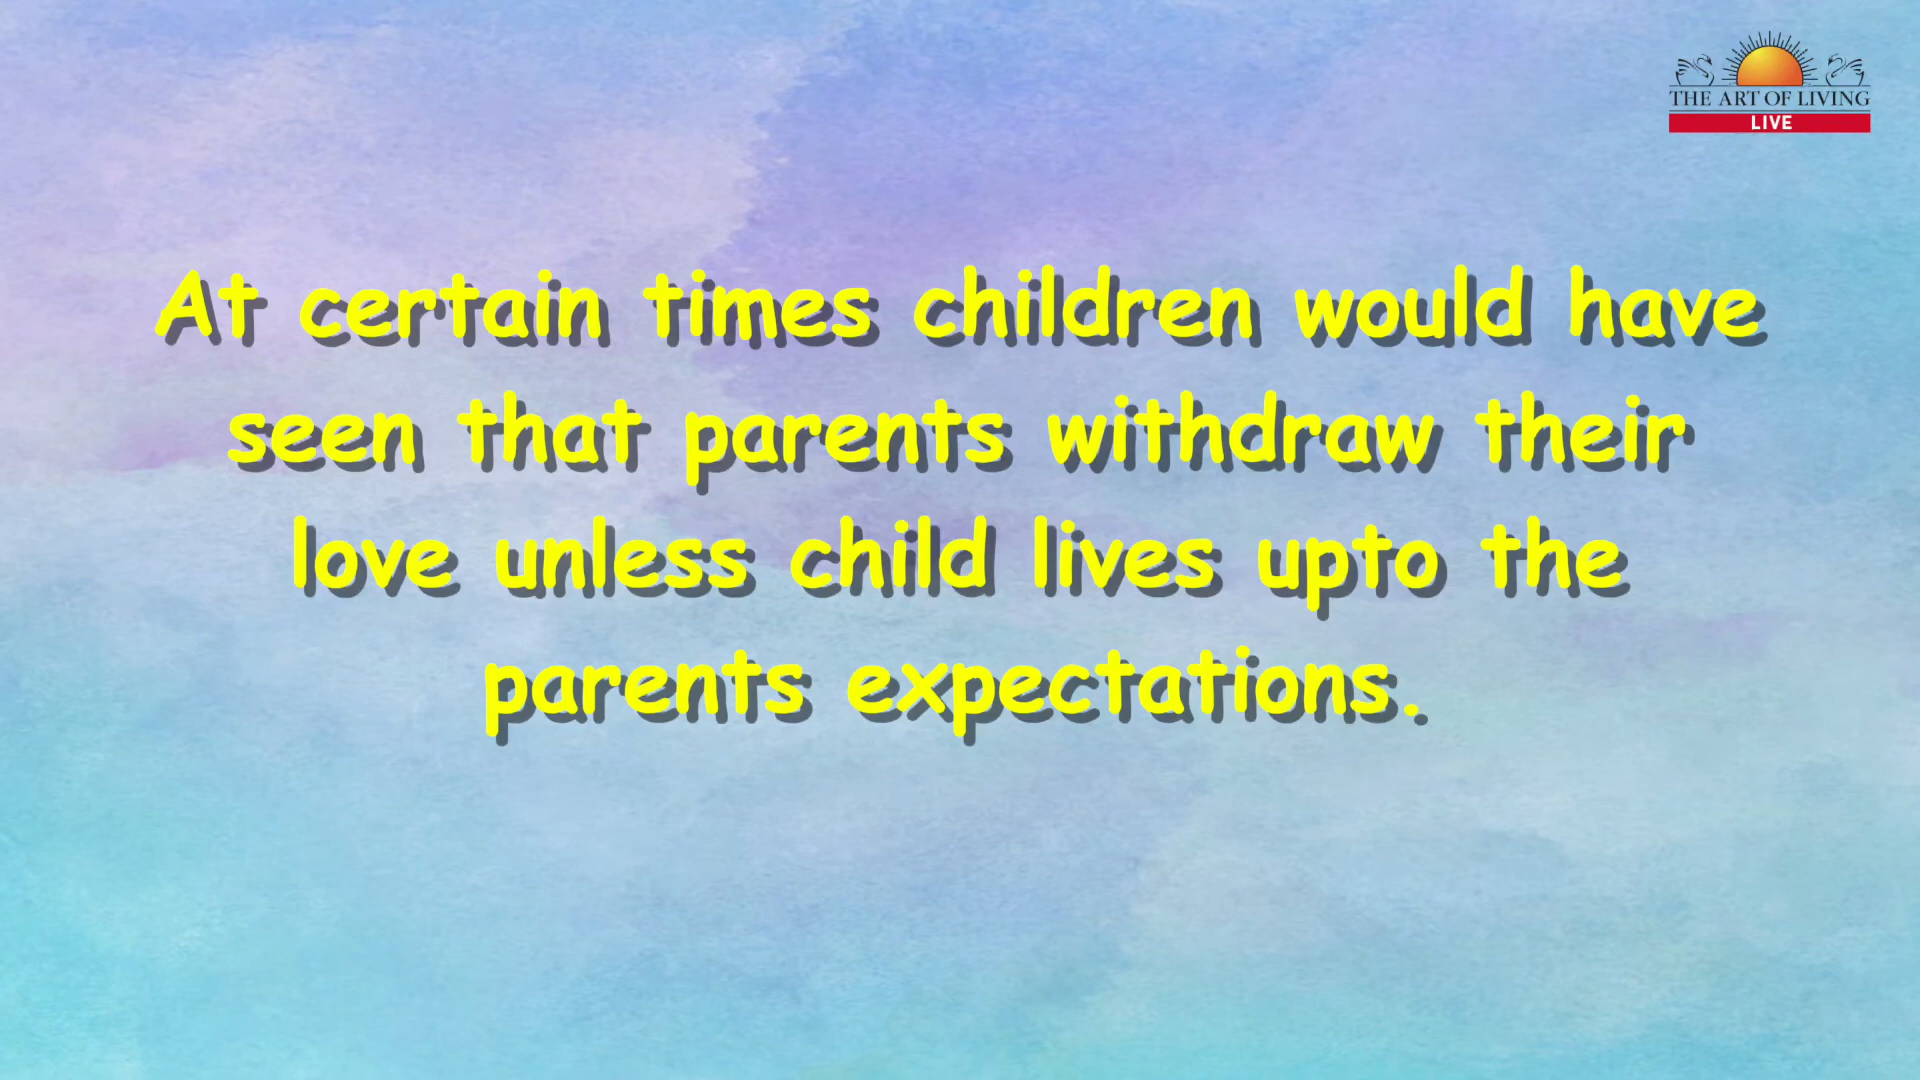 THE ART OF LIVING
LIVE
At certain times children would have
seen that parents withdraw their
love unless child lives upto the
parents expectations.